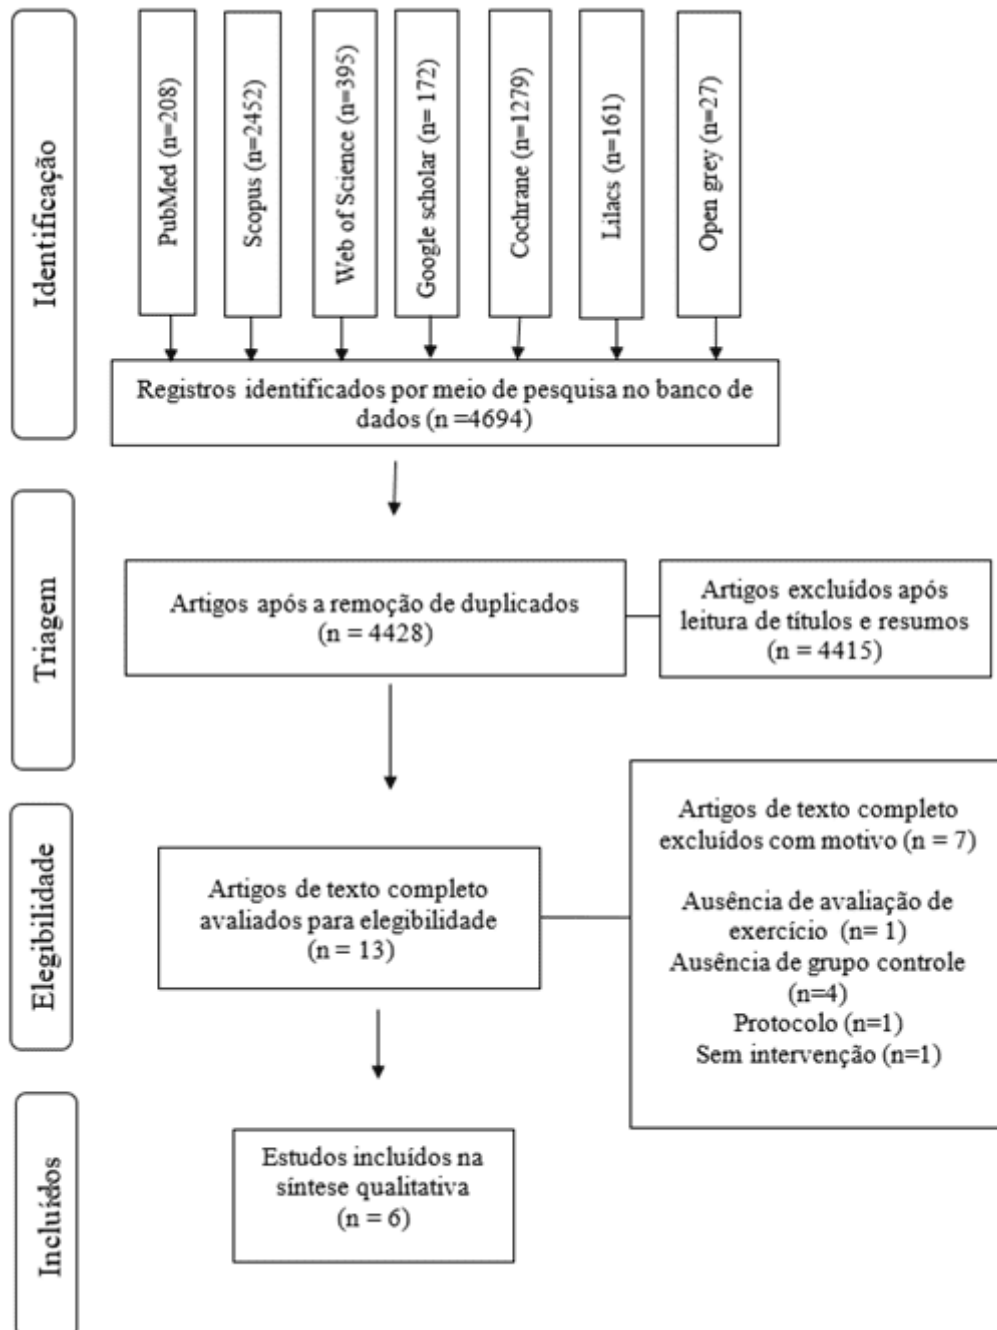 Identificação
PubMed (n=208)
Scopus (n=2452)
Web of Science (n=395)
Google scholar (n= 172)
Cochrane (n=1279)
Lilacs (n=161)
Open grey (n=27)
Registros identificados por meio de pesquisa no banco de
dados (n =4694)
Triagem
Artigos após a remoção de duplicados
(n = 4428)
Artigos excluídos após
leitura de títulos e resumos
(n = 4415)
Elegibilidade
Artigos de texto completo
avaliados para elegibilidade
(n = 13)
Artigos de texto completo
excluídos com motivo (n = 7)
Ausência de avaliação de
exercício (n= 1)
Ausência de grupo controle
(n=4)
Protocolo (n=1)
Sem intervenção (n=1)
Incluídos
Estudos incluídos na
síntese qualitativa
(n = 6)